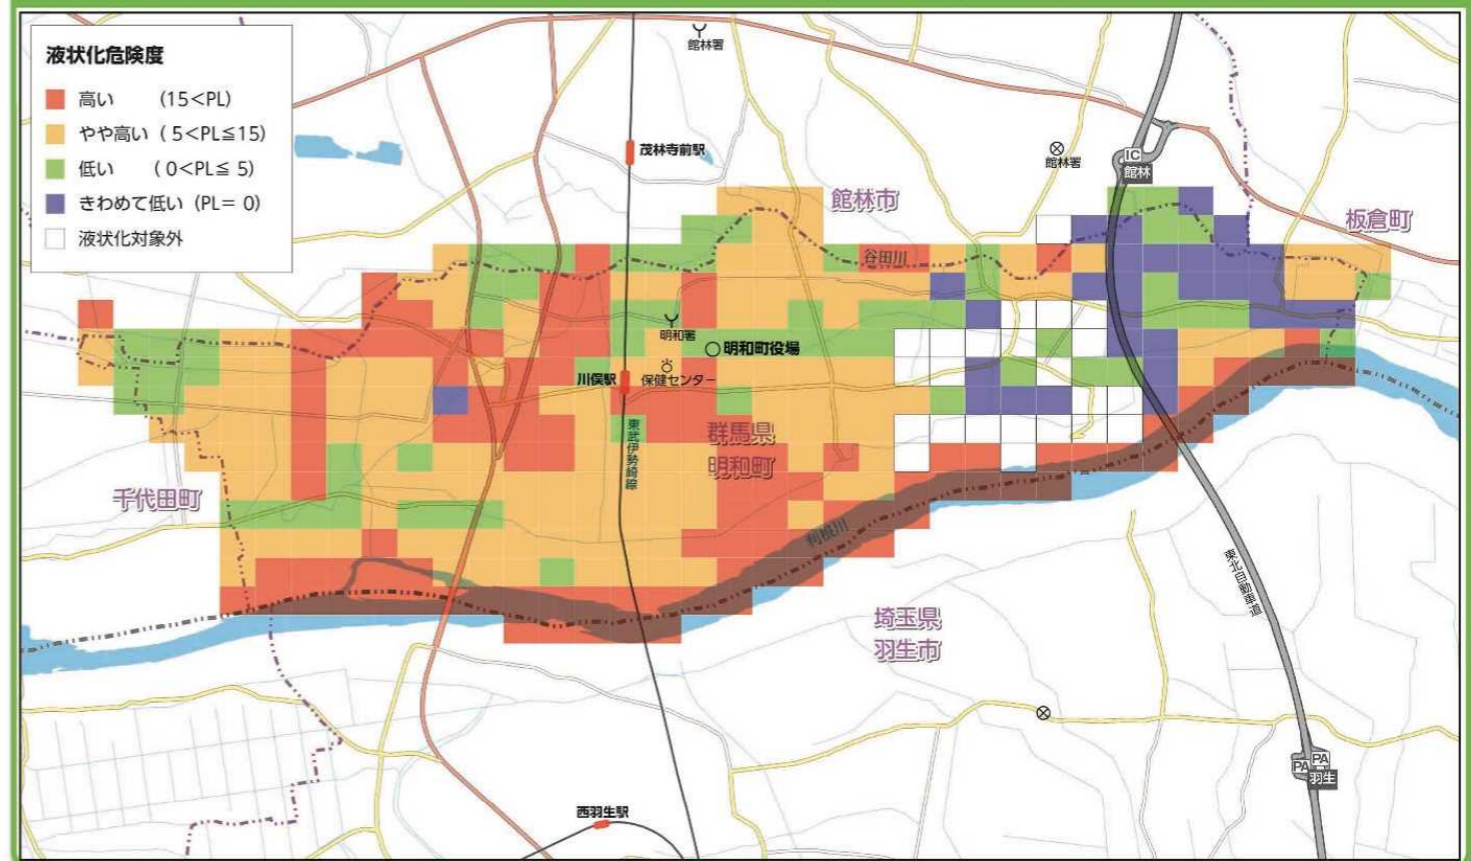 液状化危険度
高い (15<PL)
やや高い ( 5<PL≦15)
低い ( 0<PL≦ 5)
きわめて低い (PL= 0)
液状化対象外
館林署
茂林寺前駅
館林署
IC
館林
館林市
板倉町
谷田川
明和署
明和町役場
川俣駅
保健センター
東武伊勢崎線
群馬県
明和町
千代田町
利根川
東北自動車道
埼玉県
羽生市
PA
PA
羽生
西羽生駅